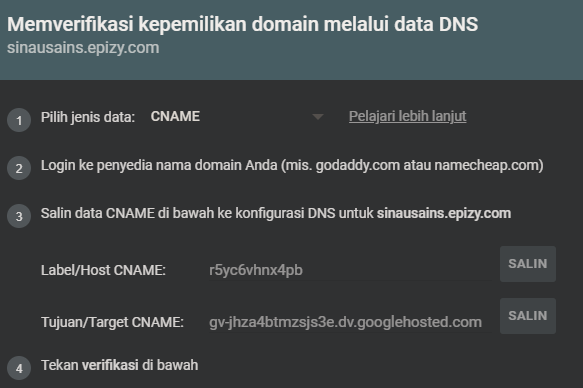 Memverifikasi kepemilikan domain melalui data DNS
sinausains.epizy.com
1 Pilih jenis data: CNAME Pelajari lebih lanjut
2 Login ke penyedia nama domain Anda (mis. godaddy.com atau namecheap.com)
3 Salin data CNAME di bawah ke konfigurasi DNS untuk sinausains.epizy.com
Label/Host CNAME: r5yc6vhnx4pb SALIN
Tujuan/Target CNAME: gv-jhza4btmzsjs3e.dv.googlehosted.com SALIN
4 Tekan verifikasi di bawah